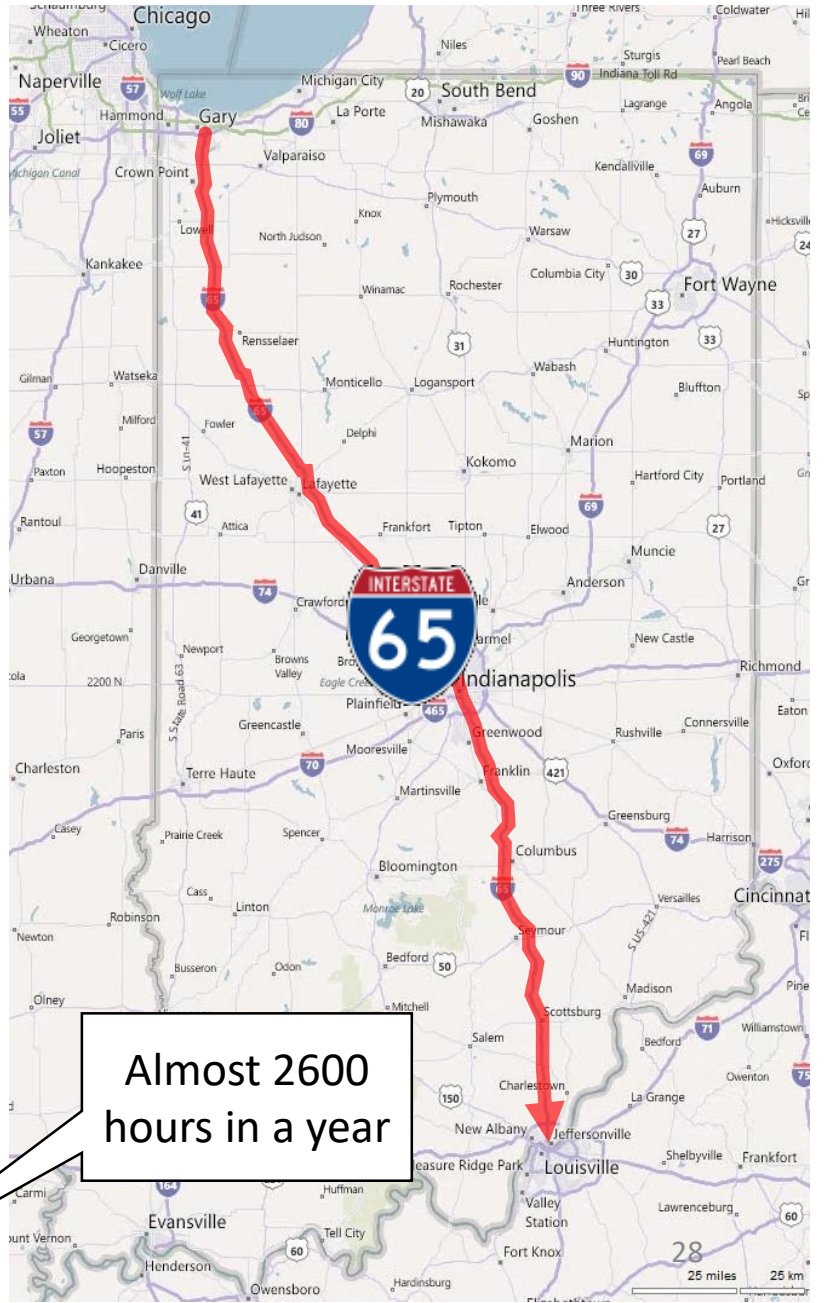 Chicago
Three Rivers
Coldwater
Wheaton
Cicero
Niles
Sturgis
Pearl Beach
Naperville
57
Wolf Lake
Michigan City
20
South Bend
90
Indiana Toll Rd
55
Hammond
Gary
80
La Porte
Mishawaka
Goshen
Lagrange
Angola
Joliet
Valparaiso
69
Crown Point
Kendallville
Auburn
Plymouth
Knox
Lowell
North Judson
Warsaw
27
Hicksville
24
Kankakee
Columbia City
30
Fort Wayne
65
Winamac
Rochester
33
Rensselaer
31
Huntington
33
Gilman
Watseka
Monticello
Logansport
Wabash
Bluffton
65
Milford
Fowler
57
Delphi
Marion
S Us-41
Paxton
Hoopeston
Kokomo
Hartford City
Portland
West Lafayette
Lafayette
69
Rantoul
41
Attica
Frankfort
Tipton
Elwood
27
Muncie
Urbana
Danville
74
INTERSTATE
65
Anderson
Georgetown
Newport
Browns Valley
New Castle
2200 N
S State Road 63
Indianapolis
Richmond
Plainfield
465
Eaton
Paris
Greencastle
Greenwood
Rushville
Connersville
Mooresville
70
Charleston
Terre Haute
Franklin
421
Martinsville
Greensburg
Casey
Prairie Creek
Spencer
74
Harrison
Columbus
275
Bloomington
65
Cass
Linton
Monroe Lake
Versailles
Robinson
Seymour
S US-421
Newton
Busseron
Odon
Bedford
50
Madison
Olney
Mitchell
Scottsburg
71
Williamstown
Almost 2600
hours in a year
Salem
Bedford
Owenton
75
150
Charlestown
La Grange
New Albany
Jeffersonville
Louisville
Shelbyville
Frankfort
164
Carmi
Huffman
Valley
Station
Lawrenceburg
60
Evansville
Tell City
60
Fort Knox
28
Henderson
Owensboro
Hardinsburg
25 miles
25 km